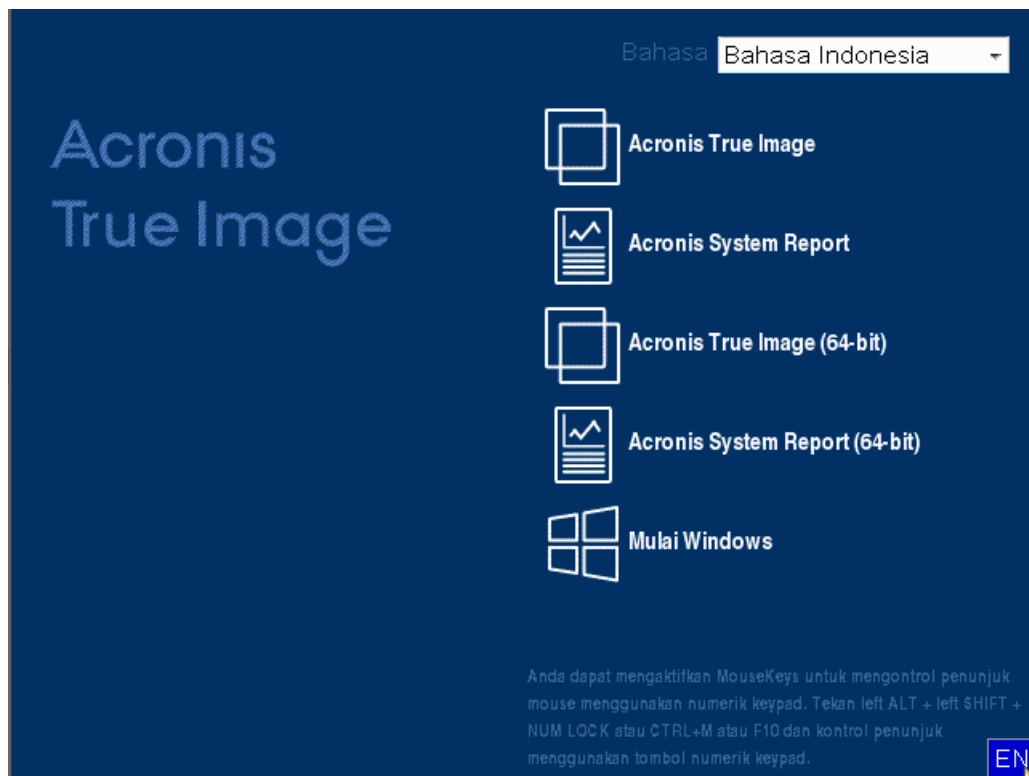 Bahasa Bahasa Indonesia
Acronis
True Image
Acronis True Image
Acronis System Report
Acronis True Image (64-bit)
Acronis System Report (64-bit)
Mulai Windows
Anda dapat mengaktifkan MouseKeys untuk mengontrol penunjuk
mouse menggunakan numerik keypad. Tekan left ALT + left SHIFT +
NUM LOCK atau CTRL+M atau F10 dan kontrol penunjuk
menggunakan tombol numerik keypad.
EN